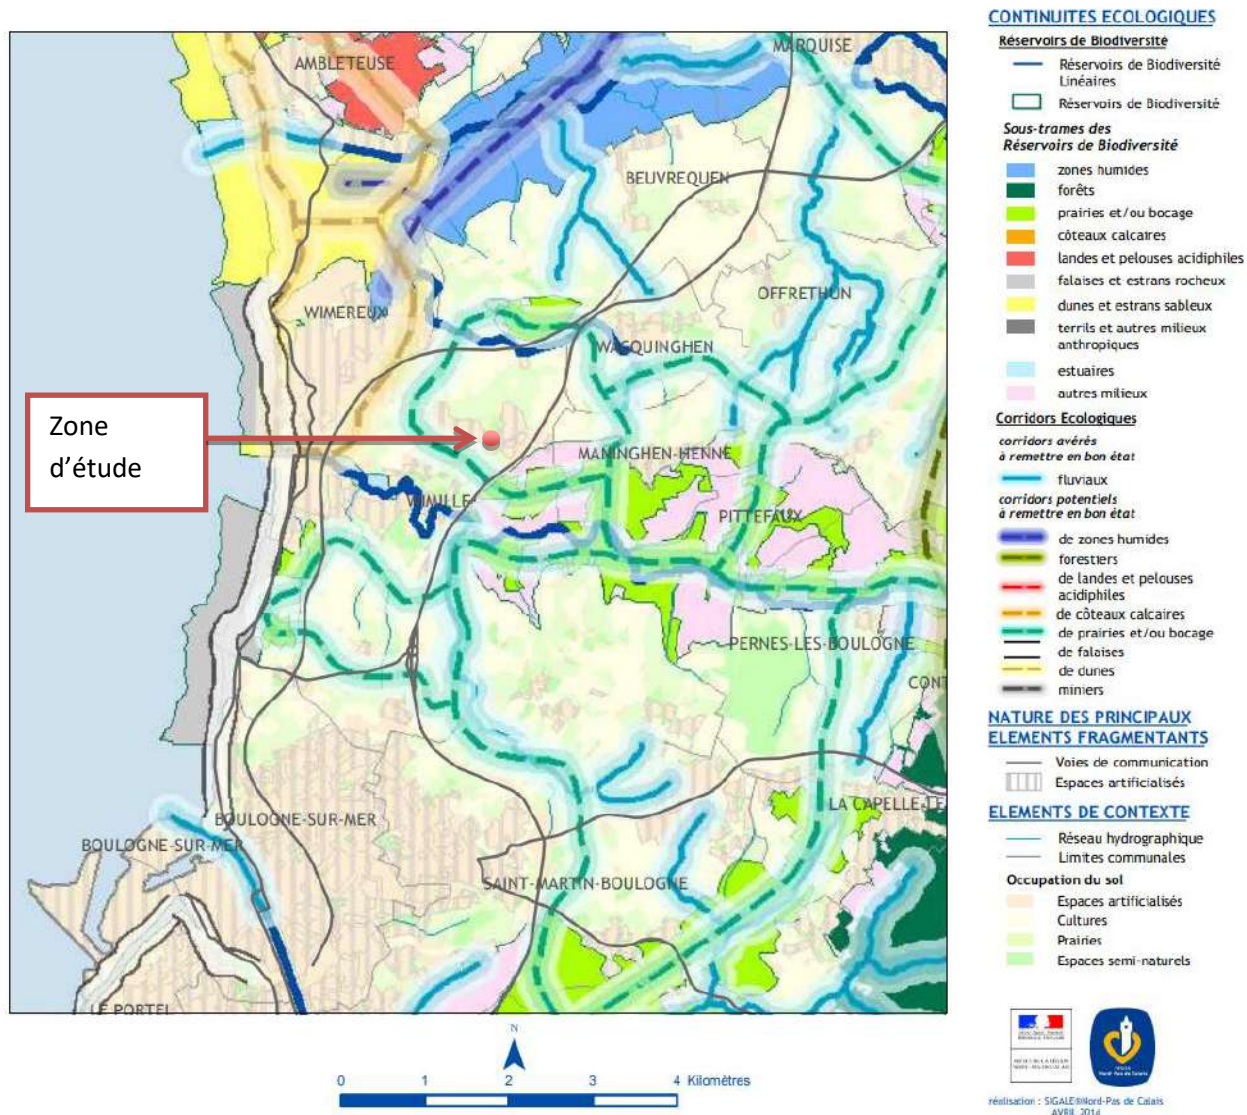 CONTINUITES ECOLOGIQUES
Réservoirs de Biodiversité
Réservoirs de Biodiversité
Linéaires
Réservoirs de Biodiversité
Sous-trames des
Réservoirs de Biodiversité
zones humides
forêts
prairies et/ou bocage
côteaux calcaires
landes et pelouses acidiphiles
falaises et estrans rocheux
dunes et estrans sableux
terrils et autres milieux
anthropiques
estuaires
autres milieux
Corridors Ecologiques
corridors avérés
à remettre en bon état
fluviaux
corridors potentiels
à remettre en bon état
de zones humides
forestiers
de landes et pelouses
acidiphiles
de côteaux calcaires
de prairies et/ou bocage
de falaises
de dunes
miniers
NATURE DES PRINCIPAUX
ELEMENTS FRAGMENTANTS
Voies de communication
Espaces artificialisés
ELEMENTS DE CONTEXTE
Réseau hydrographique
Limites communales
Occupation du sol
Espaces artificialisés
Cultures
Prairies
Espaces semi-naturels
réalisation : SIGALE®Nord-Pas de Calais
AVRIL 2014
MARQUISE
AMBLETEUSE
BEUVREQUEN
OFFRETHUN
WIMEREUX
WACQUINGHEN
Zone
d’étude
MANINGHEN-HENNE
WIMILLE
PITTEFAUX
PERNES-LES-BOULOGNE
CONT
LA CAPELLE-LE
BOULOGNE-SUR-MER
BOULOGNE-SUR-MER
SAINT-MARTIN-BOULOGNE
LE PORTEL
N
0 1 2 3 4 Kilomètres